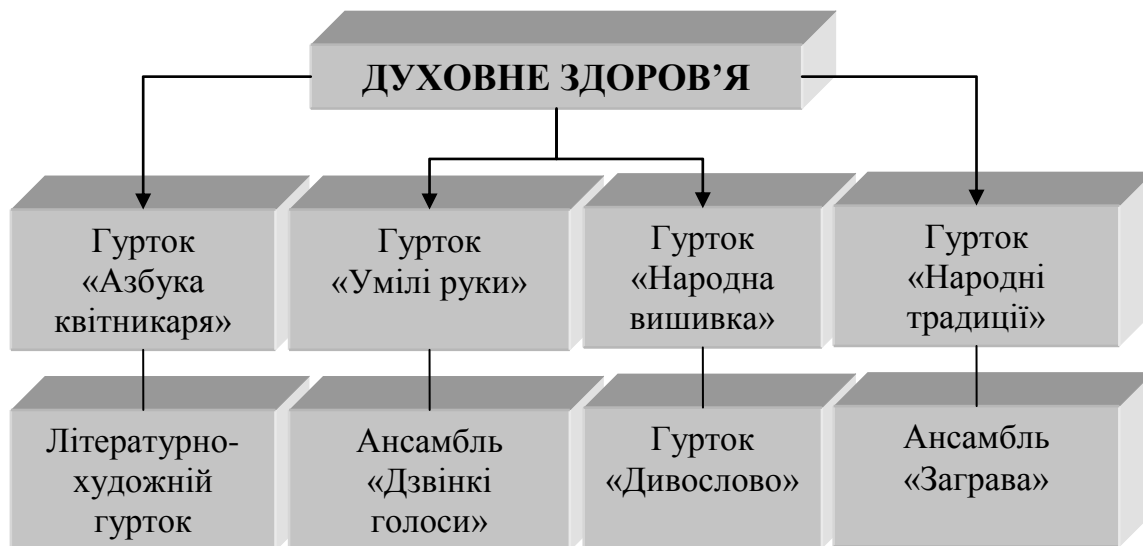 ДУХОВНЕ ЗДОРОВ’Я
Гурток
«Азбука
квітникаря»
Гурток
«Умілі руки»
Гурток
«Народна
вишивка»
Гурток
«Народні
традиції»
Літературно-
художній
гурток
Ансамбль
«Дзвінкі
голоси»
Гурток
«Дивослово»
Ансамбль
«Заграва»